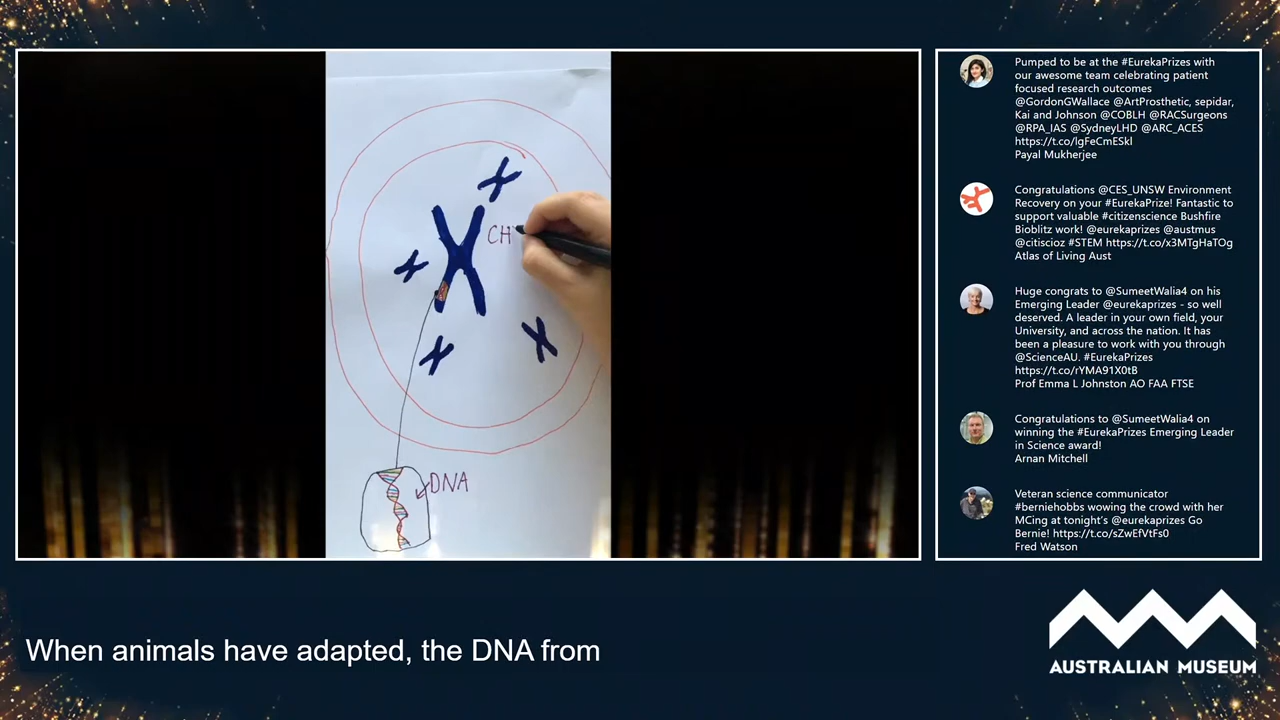 CH
DNA
Pumped to be at the #EurekaPrizes with
our awesome team celebrating patient
focused research outcomes
@GordonGWallace @ArtProsthetic, sepidar,
Kai and Johnson @COBLH @RACSurgeons
@RPA_IAS @SydneyLHD @ARC_ACES
https://t.co/lgFeCmESkI
Payal Mukherjee
Congratulations @CES_UNSW Environment
Recovery on your #EurekaPrize! Fantastic to
support valuable #citizenscience Bushfire
Bioblitz work! @eurekaprizes @austmus
@citiscioz #STEM https://t.co/x3MTgHaTOg
Atlas of Living Aust
Huge congrats to @SumeetWalia4 on his
Emerging Leader @eurekaprizes - so well
deserved. A leader in your own field, your
University, and across the nation. It has
been a pleasure to work with you through
@ScienceAU. #EurekaPrizes
https://t.co/rYMA91X0tB
Prof Emma L Johnston AO FAA FTSE
Congratulations to @SumeetWalia4 on
winning the #EurekaPrizes Emerging Leader
in Science award!
Arnan Mitchell
Veteran science communicator
#berniehobbs wowing the crowd with her
MCing at tonight's @eurekaprizes Go
Bernie! https://t.co/sZwEfVtFs0
Fred Watson
When animals have adapted, the DNA from
AUSTRALIAN MUSEUM